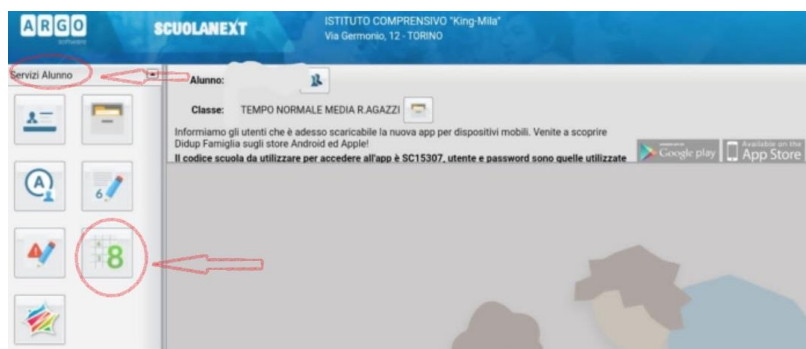 ARGO
software
SCUOLANEXT
ISTITUTO COMPRENSIVO "King-Mila"
Via Germonio, 12 - TORINO
Servizi Alunno
Alunno:
Classe: TEMPO NORMALE MEDIA R.AGAZZI
Informiamo gli utenti che è adesso scaricabile la nuova app per dispositivi mobili. Venite a scoprire
Didup Famiglia sugli store Android ed Apple!
Il codice scuola da utilizzare per accedere all'app è SC15307, utente e password sono quelle utilizzate
Google play
Available on the
App Store
A
6
8